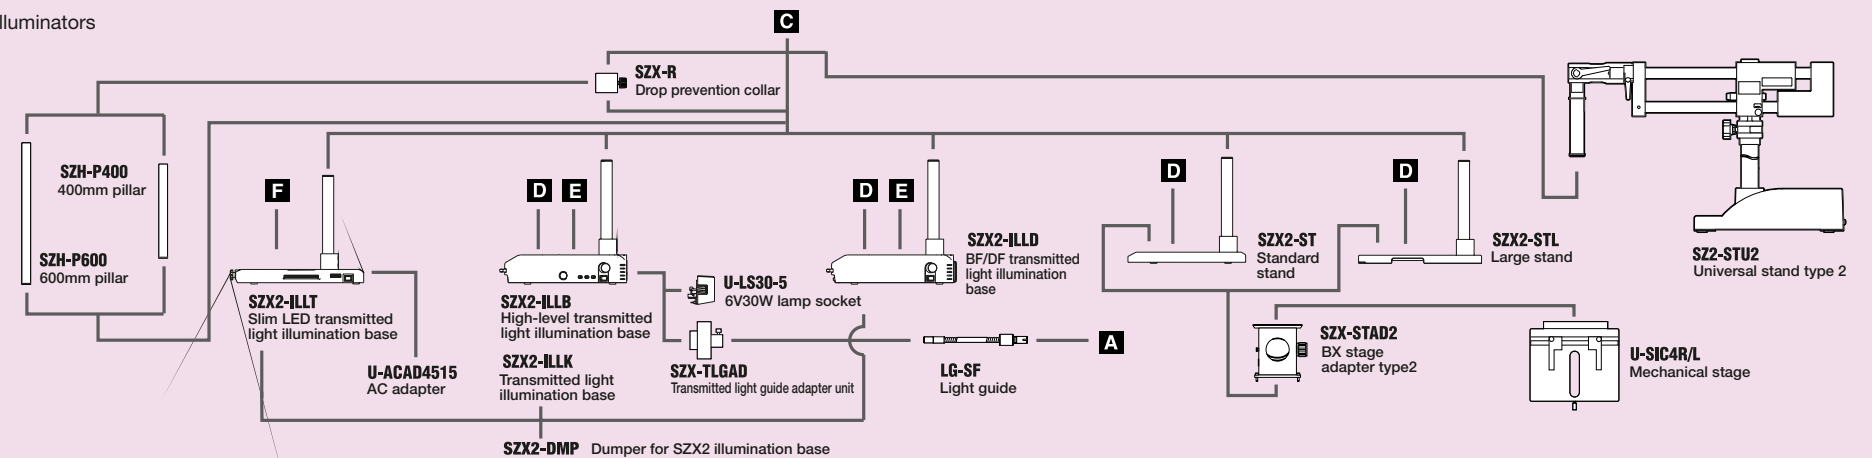 lluminators
C
SZX-R
Drop prevention collar
SZH-P400
400mm pillar
SZH-P600
600mm pillar
F
D E
D E
D
D
SZX2-ILLT
Slim LED transmitted
light illumination base
U-ACAD4515
AC adapter
SZX2-ILLB
High-level transmitted
light illumination base
SZX2-ILLK
Transmitted light
illumination base
U-LS30-5
6V30W lamp socket
SZX-TLGAD
Transmitted light guide adapter unit
SZX2-ILLD
BF/DF transmitted
light illumination
base
LG-SF
Light guide
A
SZX2-ST
Standard
stand
SZX2-STL
Large stand
SZ2-STU2
Universal stand type 2
SZX-STAD2
BX stage
adapter type2
U-SIC4R/L
Mechanical stage
SZX2-DMP Dumper for SZX2 illumination base